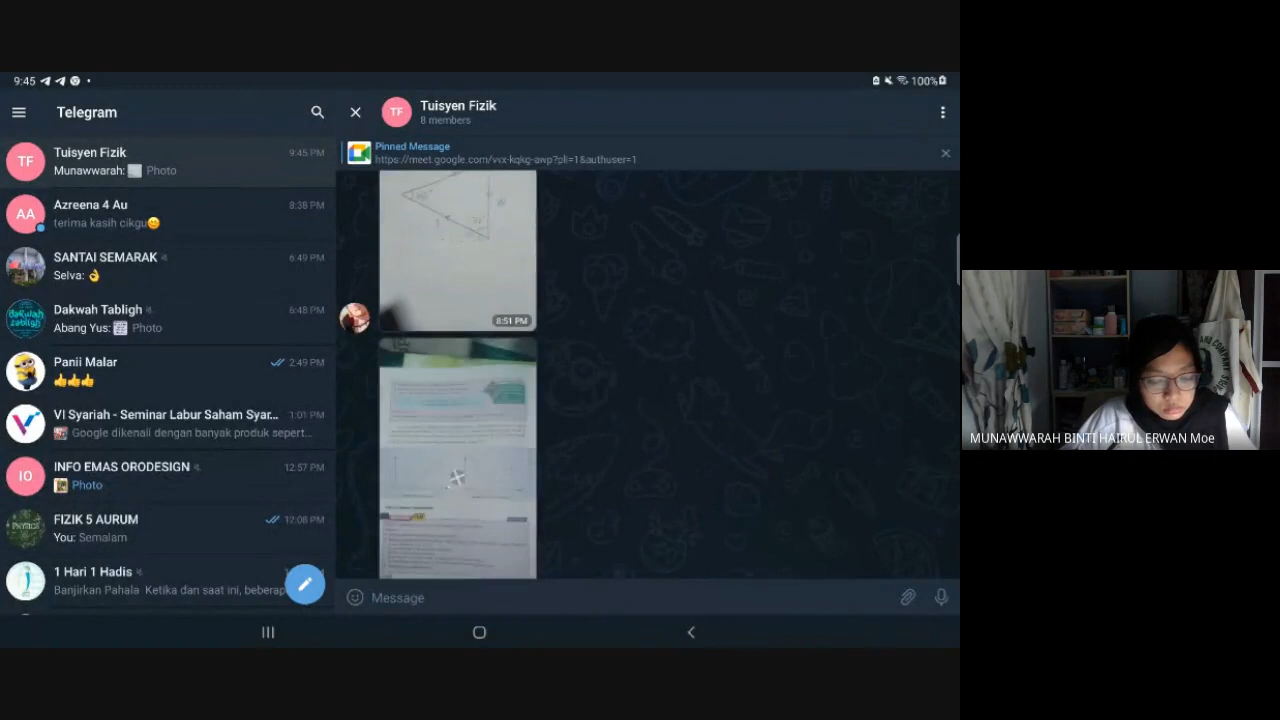 9:45
100%
Telegram
Tuisyen Fizik
9:45 PM
Munawwarah: Photo
Azreena 4 Au
8:38 PM
terima kasih cikgu😊
SANTAI SEMARAK
6:49 PM
Selva: 👌
Dakwah Tabligh
6:48 PM
Abang Yus: Photo
Panii Malar
2:49 PM
👍👍👍
VI Syariah - Seminar Labur Saham Syar...
1:01 PM
Google dikenali dengan banyak produk sepert...
INFO EMAS ORODESIGN
12:57 PM
Photo
FIZIK 5 AURUM
12:08 PM
You: Semalam
1 Hari 1 Hadis
Banjirkan Pahala Ketika dan saat ini, beberap
TF
AA
IO
TF
Tuisyen Fizik
8 members
Pinned Message
https://meet.google.com/vvx-kqkg-awp?pli=1&authuser=1
8:51 PM
Message
MUNAWWARAH BINTI HAIRUL ERWAN Moe